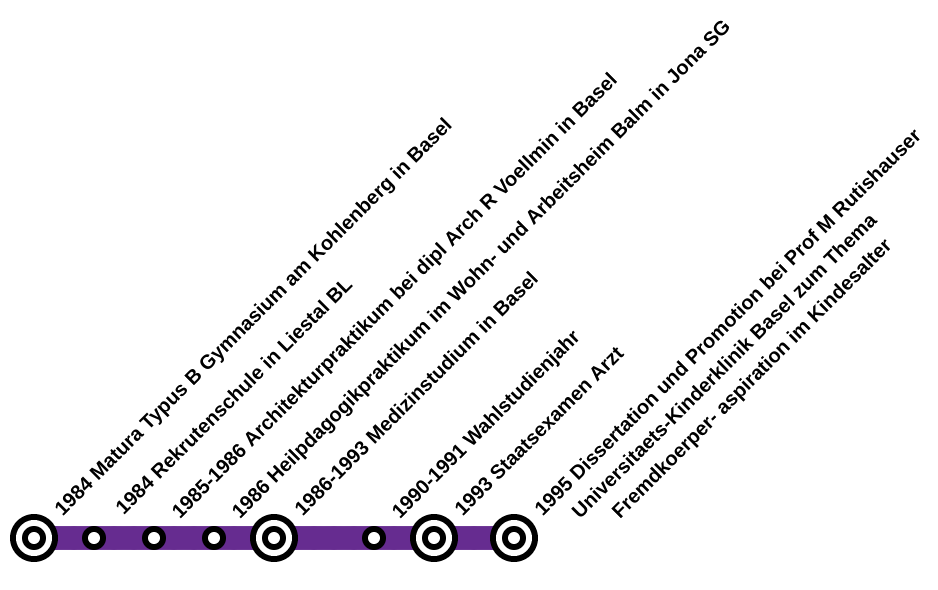 1984 Matura Typus B Gymnasium am Kohlenberg in Basel
1984 Rekrutenschule in Liestal BL
1985-1986 Architekturpraktikum bei dipl Arch R Voellmin in Basel
1986 Heilpdagogikpraktikum im Wohn- und Arbeitsheim Balm in Jona SG
1986-1993 Medizinstudium in Basel
1990-1991 Wahlstudienjahr
1993 Staatsexamen Arzt
1995 Dissertation und Promotion bei Prof M Rutishauser
Universitaets-Kinderklinik Basel zum Thema
Fremdkoerper- aspiration im Kindesalter